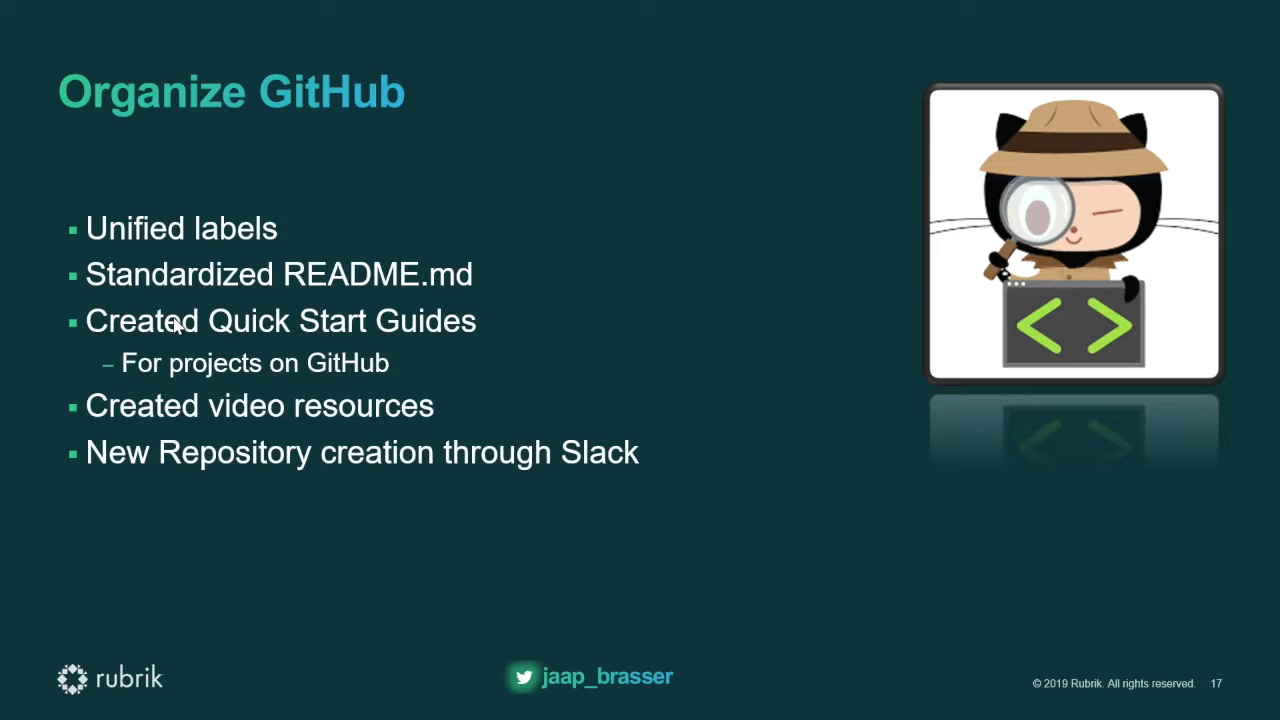 Organize GitHub
Unified labels
Standardized README.md
Created Quick Start Guides
– For projects on GitHub
Created video resources
New Repository creation through Slack
rubrik
jaap_brasser
© 2019 Rubrik. All rights reserved. 17